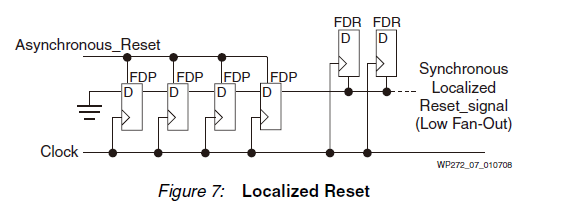 FDR FDR
D D
Asynchronous_Reset
FDP FDP FDP FDP
D D D D
Synchronous
Localized
Reset_signal
(Low Fan-Out)
Clock
WP272_07_010708
Figure 7: Localized Reset